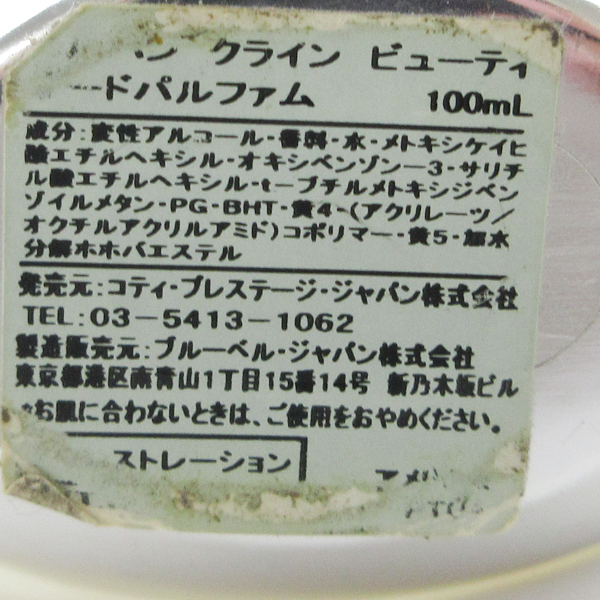 クライン ビューティ
ードパルファム 100mL
成分:変性アルコール・香料・水・メトキシケイヒ
酸エチルヘキシル・オキシベンゾン-3・サリチ
ル酸エチルヘキシル・t-ブチルメトキシジベン
ゾイルメタン・PG・BHT・黄4・(アクリレーツ/
オクチルアクリルアミド)コポリマー・黄5・加水
分解ホホバエステル
発売元:コティ・プレステージ・ジャパン株式会社
TEL:03-5413-1062
製造販売元:ブルーベル・ジャパン株式会社
東京都港区南青山1丁目15番14号 新乃木坂ビル
*お肌に合わないときは、ご使用をおやめください。
ストレーション